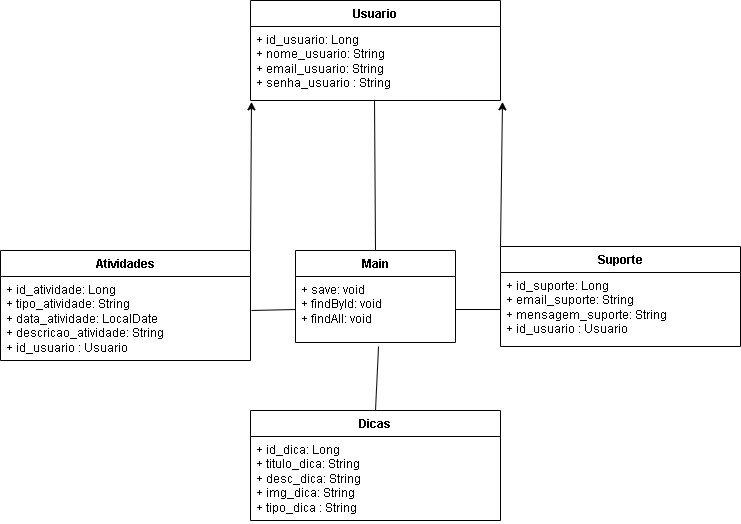 Usuario
+ id_usuario: Long
+ nome_usuario: String
+ email_usuario: String
+ senha_usuario : String
Atividades
+ id_atividade: Long
+ tipo_atividade: String
+ data_atividade: LocalDate
+ descricao_atividade: String
+ id_usuario : Usuario
Main
+ save: void
+ findById: void
+ findAll: void
Suporte
+ id_suporte: Long
+ email_suporte: String
+ mensagem_suporte: String
+ id_usuario : Usuario
Dicas
+ id_dica: Long
+ titulo_dica: String
+ desc_dica: String
+ img_dica: String
+ tipo_dica : String